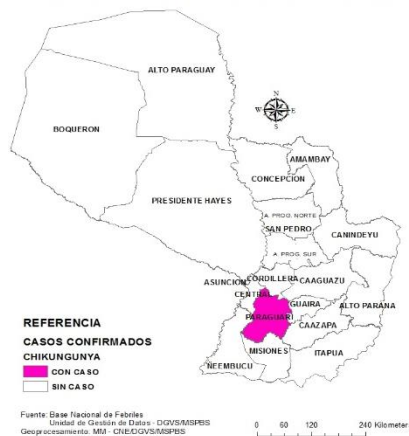 ALTO PARAGUAY
BOQUERON
N
W E
S
AMAMBAY
CONCEPCION
PRESIDENTE HAYES
A. PROG. NORTE
SAN PEDRO
CANINDEYU
A. PROG. SUR
ASUNCION
CORDILLERA
CAAGUAZU
CENTRAL
GUAIRA
ALTO PARANA
PARAGUARI
CAAZAPA
MISIONES
ITAPUA
ÑEEMBUCU
REFERENCIA
CASOS CONFIRMADOS
CHIKUNGUNYA
CON CASO
SIN CASO
Fuente: Base Nacional de Febriles
Unidad de Gestión de Datos - DGVS/MSPBS
Geoprocesamiento: MM - CNE/DGVS/MSPBS
0 60 120 240 Kilometer